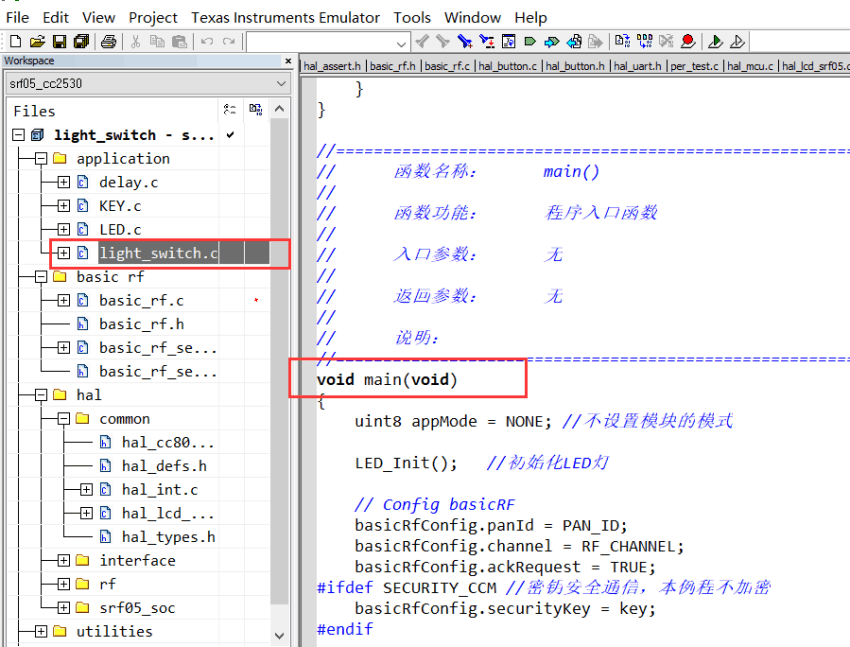 File Edit View Project Texas Instruments Emulator Tools Window Help
Workspace
srf05_cc2530
Files
light_switch - s...
application
delay.c
KEY.c
LED.c
light_switch.c
basic rf
basic_rf.c
basic_rf.h
basic_rf_se...
basic_rf_se...
hal
common
hal_cc80...
hal_defs.h
hal_int.c
hal_lcd_...
hal_types.h
interface
rf
srf05_soc
utilities
hal_assert.h | basic_rf.h | basic_rf.c | hal_button.c | hal_button.h | hal_uart.h | per_test.c | hal_mcu.c | hal_lcd_srf05.c
}
}
//=====================================================
// 函数名称: main()
//
// 函数功能: 程序入口函数
//
// 入口参数: 无
//
// 返回参数: 无
//
// 说明:
//=====================================================
void main(void)
{
uint8 appMode = NONE; //不设置模块的模式
LED_Init(); //初始化LED灯
// Config basicRF
basicRfConfig.panId = PAN_ID;
basicRfConfig.channel = RF_CHANNEL;
basicRfConfig.ackRequest = TRUE;
#ifdef SECURITY_CCM //密钥安全通信，本例程不加密
basicRfConfig.securityKey = key;
#endif